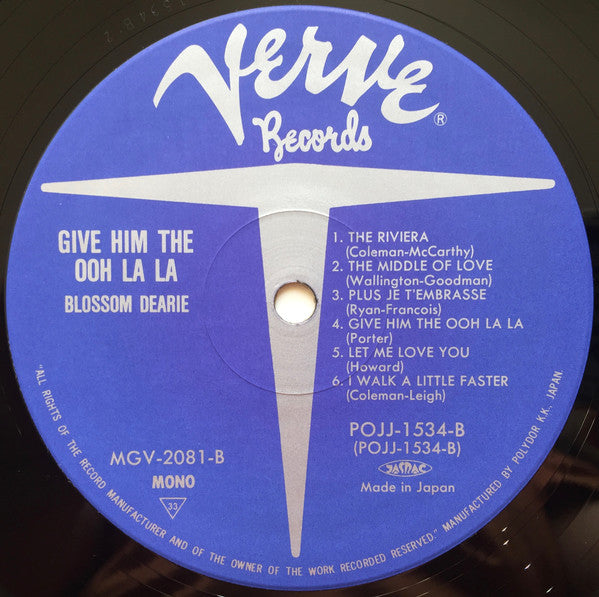 1534B·2
Verve
Records
®
GIVE HIM THE
OOH LA LA
BLOSSOM DEARIE
1. THE RIVIERA
(Coleman-McCarthy)
2. THE MIDDLE OF LOVE
(Wallington-Goodman)
3. PLUS JE T'EMBRASSE
(Ryan-Francois)
4. GIVE HIM THE OOH LA LA
(Porter)
5. LET ME LOVE YOU
(Howard)
6. I WALK A LITTLE FASTER
(Coleman-Leigh)
MGV-2081-B
MONO
33
POJJ-1534-B
(POJJ-1534-B)
JASRAC
Made in Japan
"ALL RIGHTS OF THE RECORD MANUFACTURER AND OF THE OWNER OF THE WORK RECORDED RESERVED." MANUFACTURED BY POLYDOR K.K. JAPAN.